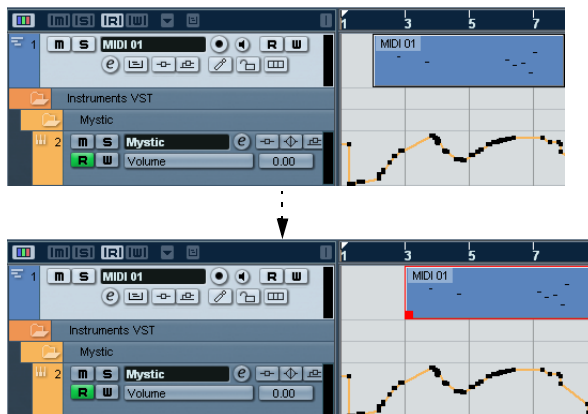 [M] [S] [R] [W]
1 3 5 7
1 m S MIDI 01 R W
MIDI 01
e
Instruments VST
Mystic
2 m S Mystic e
R W Volume 0.00
[M] [S] [R] [W]
1 3 5 7
1 m S MIDI 01 R W
MIDI 01
e
Instruments VST
Mystic
2 m S Mystic e
R W Volume 0.00